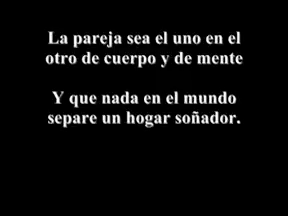 La pareja sea el uno en el
otro de cuerpo y de mente
Y que nada en el mundo
separe un hogar soñador.